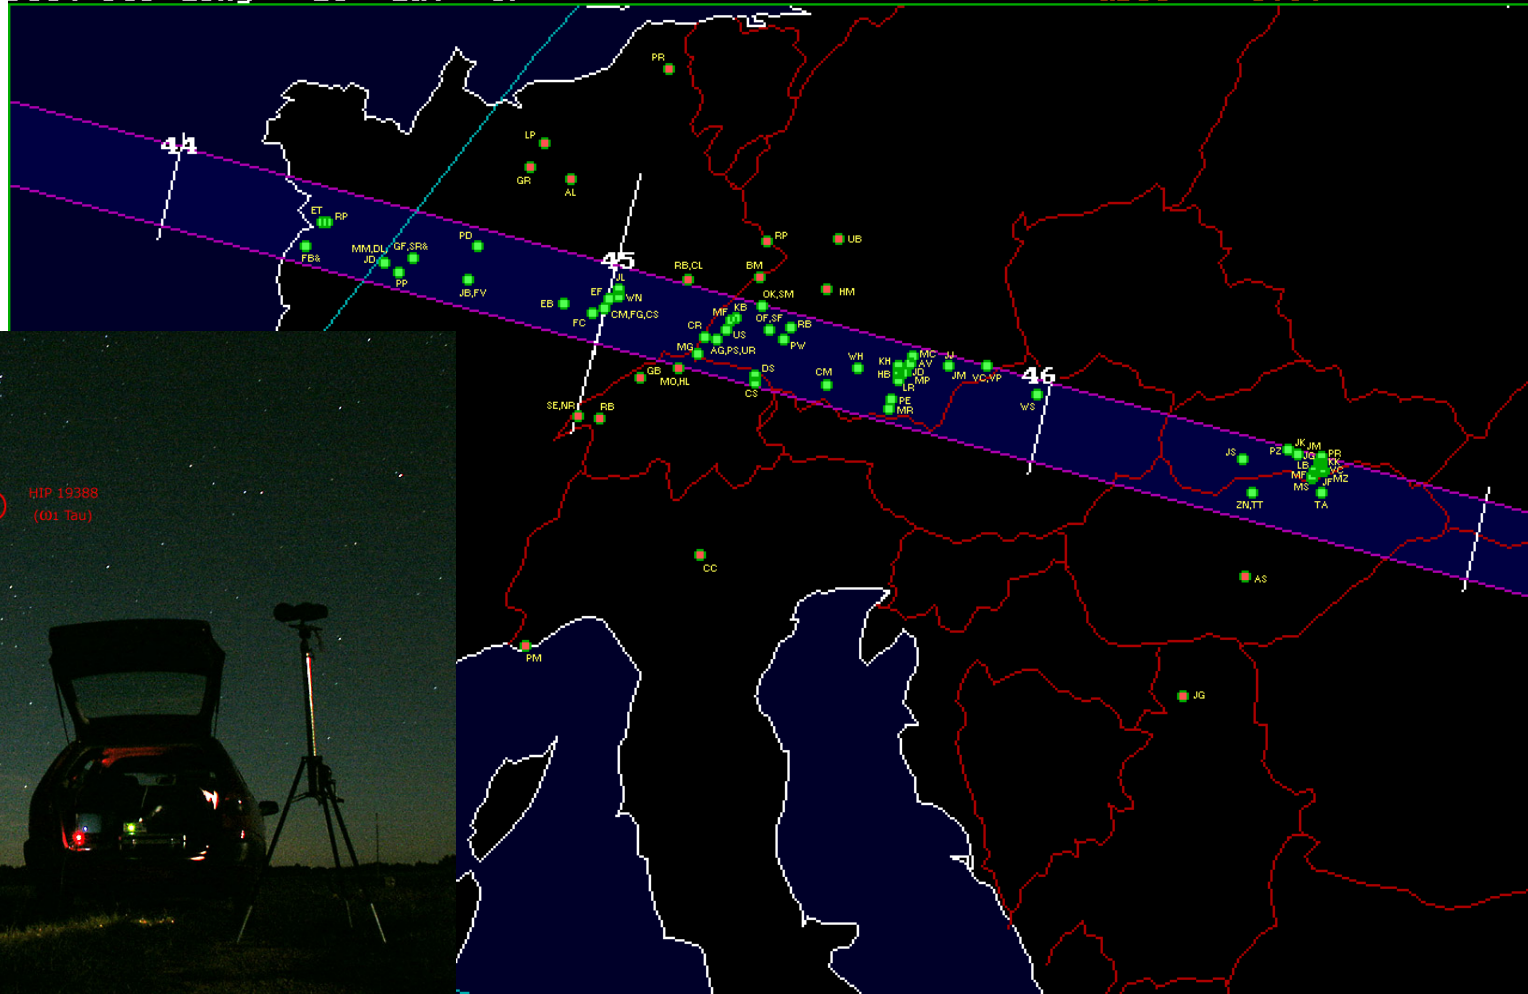 PR
LP
44
GR
AL
ET
RP
RP
UB
FB&
MM,DL
GF,SR&
PD
JD
PP
JB,FV
45
RB,CL
BM
JL
OK,SM
HM
EB
EF
WN
FC
CM,FG,CS
MF
KB
OF,SF
RB
CR
US
PW
MG
AG,PS,UR
GB
MO,HL
DS
CS
CM
WH
KH
MC
AV
HB
JD
MP
LR
JJ
JM
VC,VP
PE
MR
46
WS
SE,NR
RB
JS
PZ
JK
JM
JG
PR
LB
KK
MF
VC
MZ
MS
JF
ZN,TT
TA
HIP 19388
(ω1 Tau)
CC
AS
PM
JG